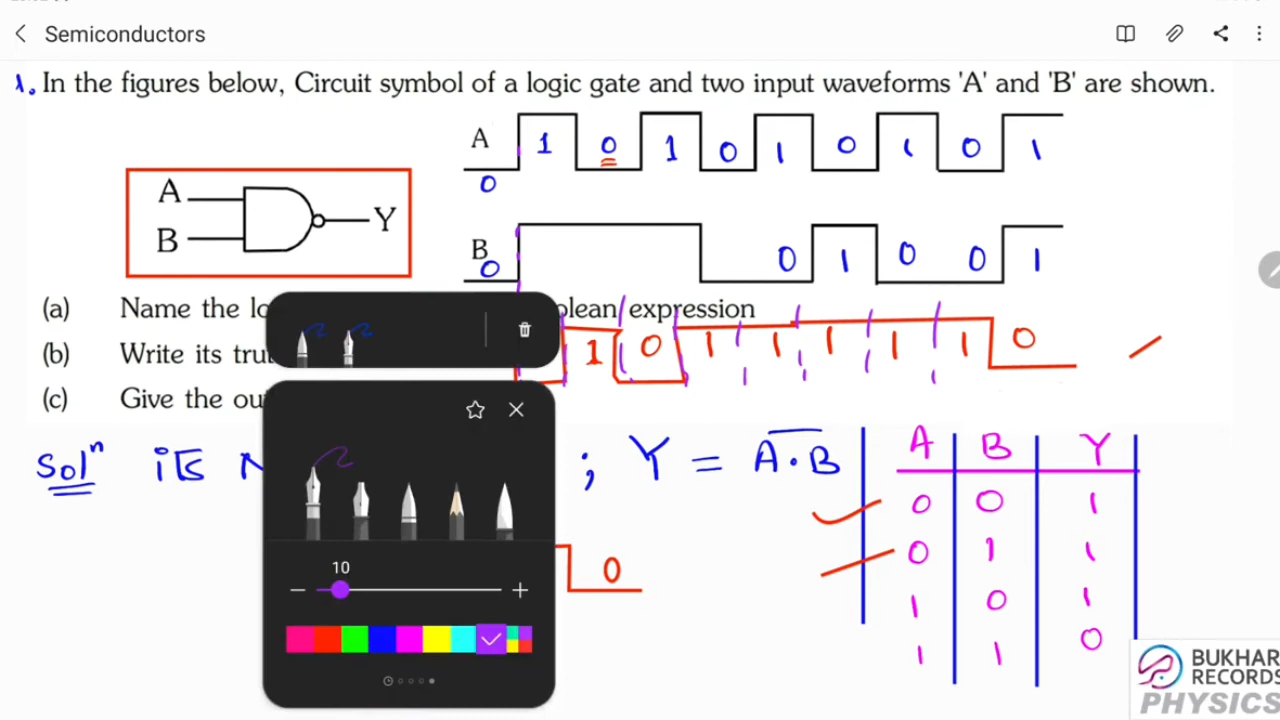 Semiconductors
1. In the figures below, Circuit symbol of a logic gate and two input waveforms 'A' and 'B' are shown.
A 1 0 1 0 1 0 1 0 1
0
A
B
Y
B 0 1 0 0 1
0
(a) Name the lo olean expression
(b) Write its tru
(c) Give the ou
1 0 1 1 1 1 1 0
Solⁿ It's N ; Y = \overline{A·B}
A B Y
0 0 1
0 1 1
1 0 1
1 1 0
10
0
BUKHAR
RECORDS
PHYSICS